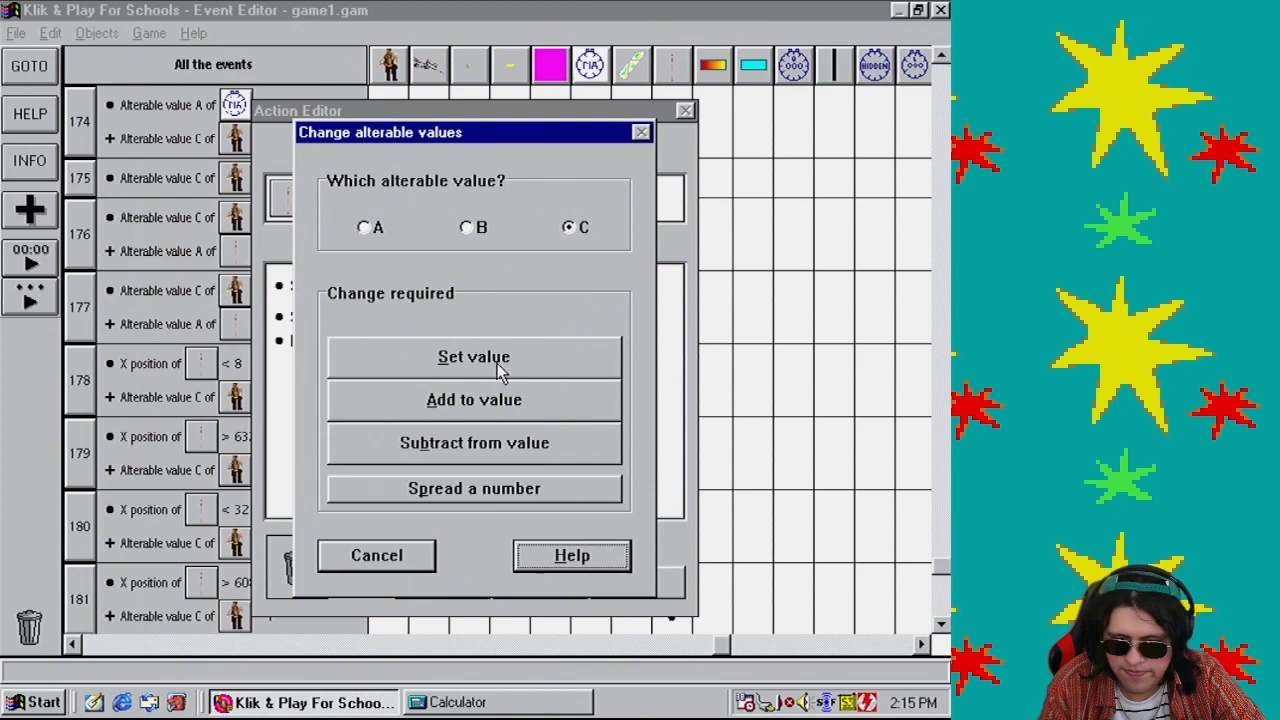 Klik & Play For Schools - Event Editor - game1.gam
File Edit Objects Game Help
GOTO
All the events
HELP
INFO
00:00
174
Alterable value A of
+ Alterable value C of
175
Alterable value C of
176
Alterable value C of
+ Alterable value A of
177
Alterable value C of
+ Alterable value A of
178
X position of < 8
+ Alterable value C of
179
X position of > 632
+ Alterable value C of
180
X position of < 32
+ Alterable value C of
181
X position of > 608
+ Alterable value C of
000
HIDDEN
000
Action Editor
Change alterable values
Which alterable value?
A B C
Change required
Set value
Add to value
Subtract from value
Spread a number
Cancel
Help
Start
Klik & Play For Schoo...
Calculator
2:15 PM